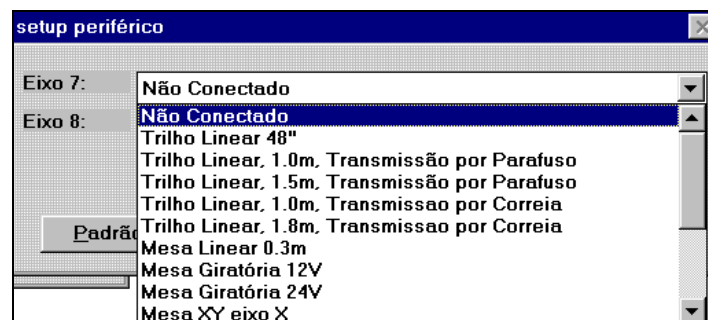 setup periférico
Eixo 7:
Não Conectado
Eixo 8:
Não Conectado
Trilho Linear 48"
Trilho Linear, 1.0m, Transmissão por Parafuso
Trilho Linear, 1.5m, Transmissão por Parafuso
Trilho Linear, 1.0m, Transmissao por Correia
Trilho Linear, 1.8m, Transmissao por Correia
Padrão
Mesa Linear 0.3m
Mesa Giratória 12V
Mesa Giratória 24V
Mesa XY eixo X